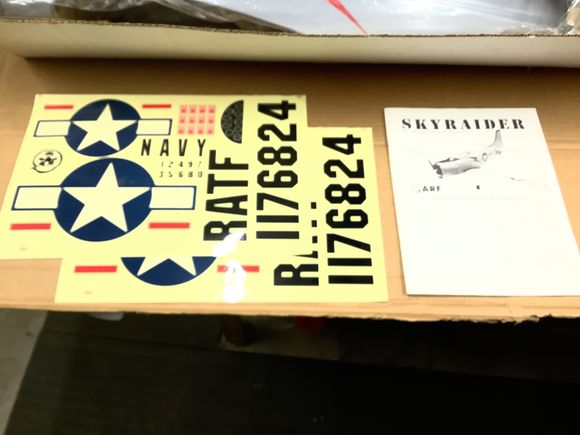 NAVY
12497
35680
RATF
1176824
1176824
SKYRAIDER
ARF